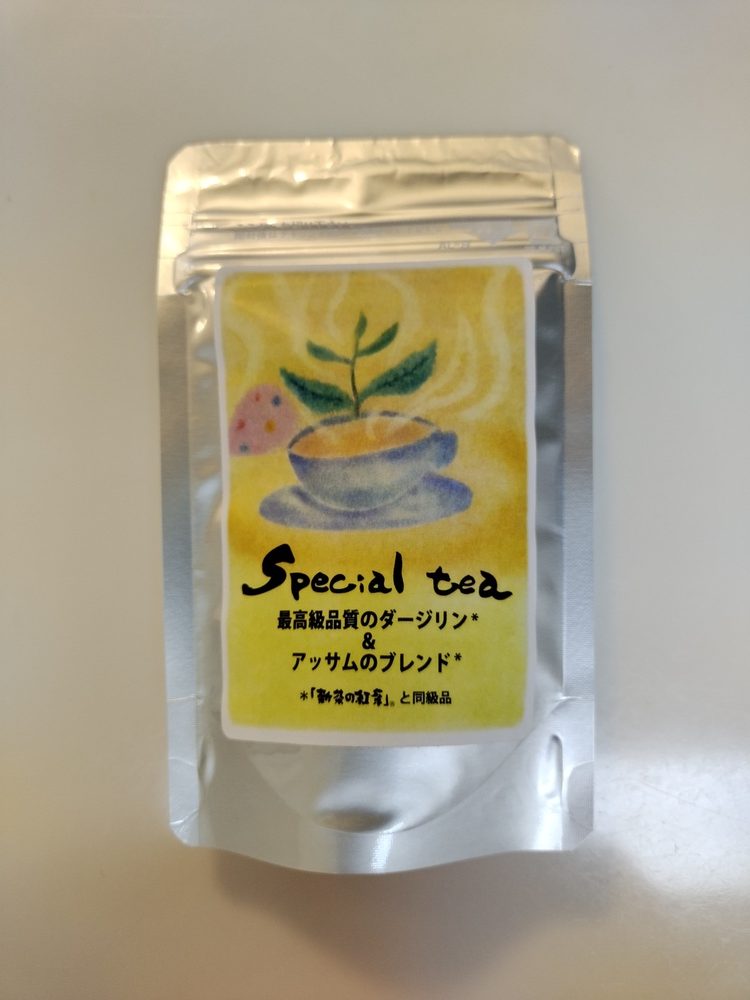 Special tea
最高級品質のダージリン*
&
アッサムのブレンド*
*「新茶の紅茶」® と同級品